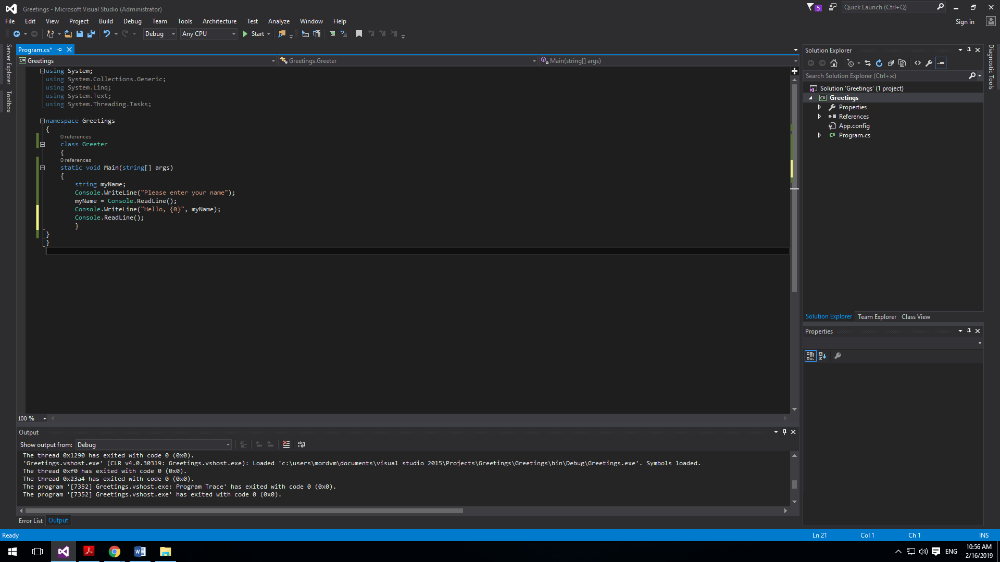 Greetings - Microsoft Visual Studio (Administrator)
5
Quick Launch (Ctrl+Q)
File Edit View Project Build Debug Team Tools Architecture Test Analyze Window Help
Sign in
Debug Any CPU Start
Server Explorer
Toolbox
Program.cs*
C# Greetings Greetings.Greeter Main(string[] args)
using System;
using System.Collections.Generic;
using System.Linq;
using System.Text;
using System.Threading.Tasks;
namespace Greetings
{
0 references
class Greeter
{
0 references
static void Main(string[] args)
{
string myName;
Console.WriteLine("Please enter your name");
myName = Console.ReadLine();
Console.WriteLine("Hello, {0}", myName);
Console.ReadLine();
}
}
}
100 %
Output
Show output from: Debug
The thread 0x1290 has exited with code 0 (0x0).
'Greetings.vshost.exe' (CLR v4.0.30319: Greetings.vshost.exe): Loaded 'c:\users\mordvm\documents\visual studio 2015\Projects\Greetings\Greetings\bin\Debug\Greetings.exe'. Symbols loaded.
The thread 0xf0 has exited with code 0 (0x0).
The thread 0x23a4 has exited with code 0 (0x0).
The program '[7352] Greetings.vshost.exe: Program Trace' has exited with code 0 (0x0).
The program '[7352] Greetings.vshost.exe' has exited with code 0 (0x0).
Error List Output
Solution Explorer
Search Solution Explorer (Ctrl+ж)
Solution 'Greetings' (1 project)
C# Greetings
Properties
References
App.config
C# Program.cs
Solution Explorer Team Explorer Class View
Properties
Diagnostic Tools
Ready
Ln 21 Col 1 Ch 1 INS
ENG
10:56 AM
2/16/2019